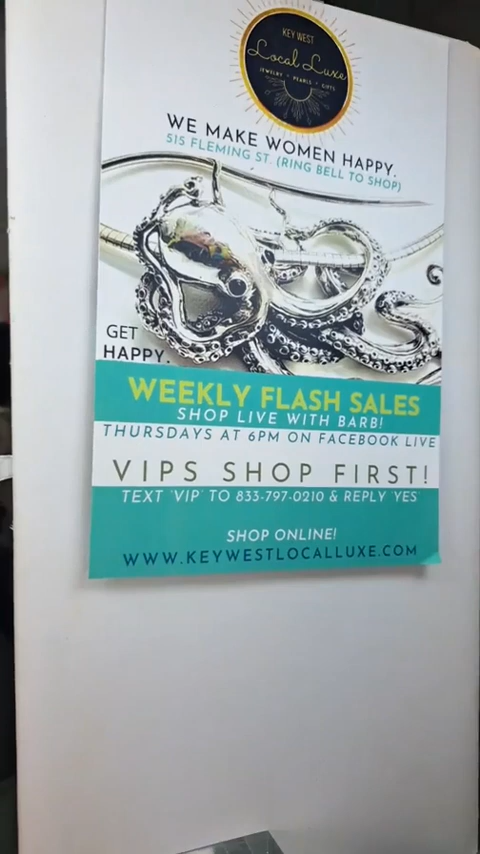 KEY WEST
Local Luxe
JEWELRY • PEARLS • GIFTS
WE MAKE WOMEN HAPPY.
515 FLEMING ST. (RING BELL TO SHOP)
GET
HAPPY.
WEEKLY FLASH SALES
SHOP LIVE WITH BARB!
THURSDAYS AT 6PM ON FACEBOOK LIVE
VIPS SHOP FIRST!
TEXT 'VIP' TO 833-797-0210 & REPLY 'YES'
SHOP ONLINE!
WWW.KEYWESTLOCALLUXE.COM